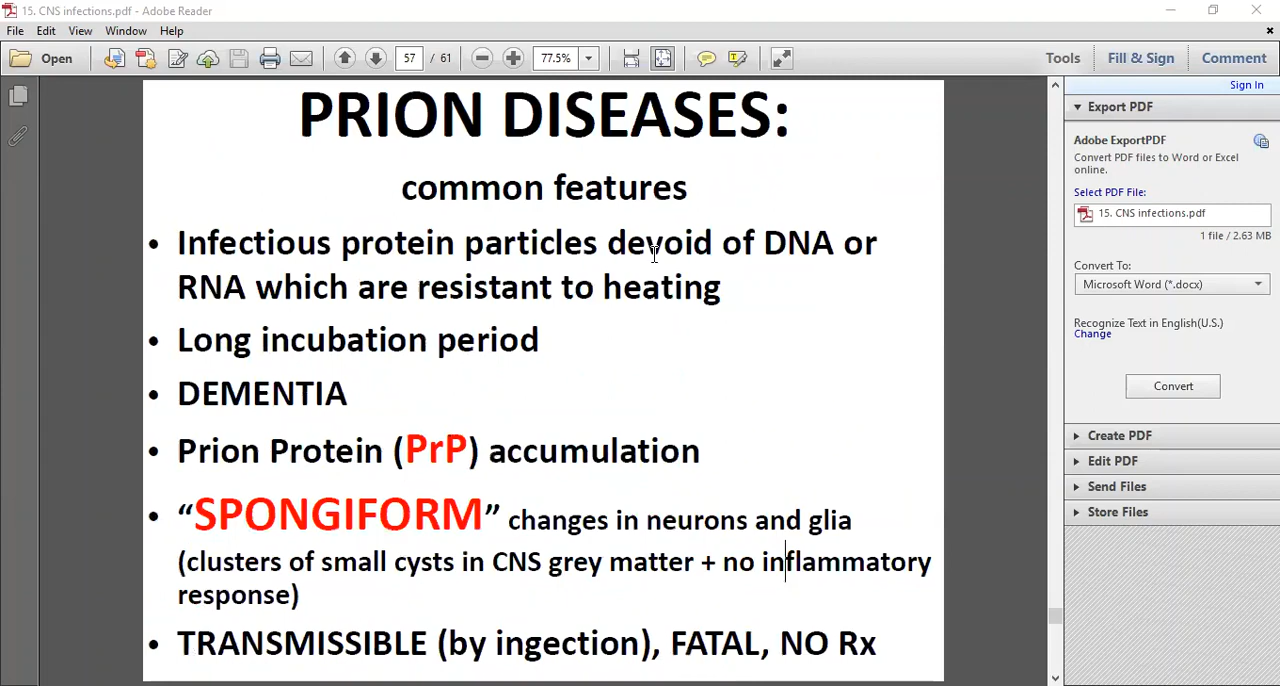 15. CNS infections.pdf - Adobe Reader
File Edit View Window Help
Open 57 / 61 77.5% Tools Fill & Sign Comment
Sign In
PRION DISEASES:
common features
• Infectious protein particles devoid of DNA or
RNA which are resistant to heating
• Long incubation period
• DEMENTIA
• Prion Protein (PrP) accumulation
• “SPONGIFORM” changes in neurons and glia
(clusters of small cysts in CNS grey matter + no inflammatory
response)
• TRANSMISSIBLE (by ingestion), FATAL, NO Rx
Export PDF
Adobe ExportPDF
Convert PDF files to Word or Excel
online.
Select PDF File:
15. CNS infections.pdf
1 file / 2.63 MB
Convert To:
Microsoft Word (*.docx)
Recognize Text in English(U.S.)
Change
Convert
Create PDF
Edit PDF
Send Files
Store Files